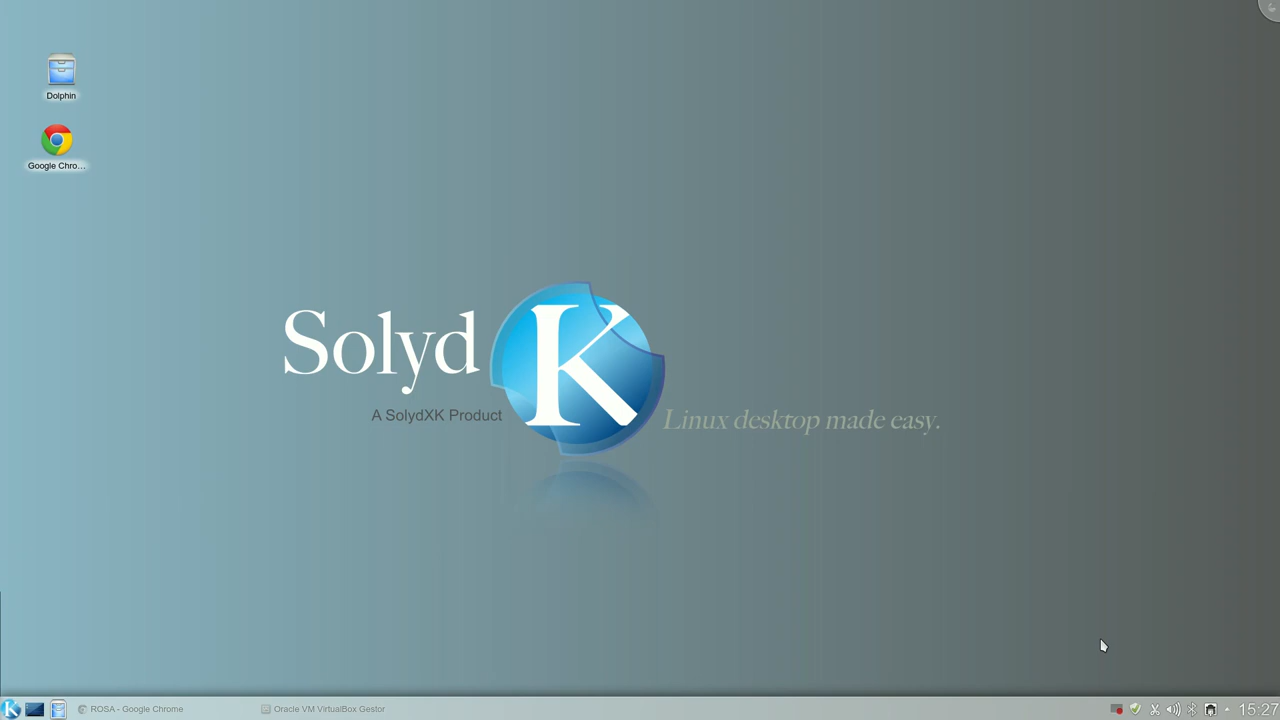 Dolphin
Google Chro...
Solyd K
A SolydXK Product
Linux desktop made easy.
K
ROSA - Google Chrome
Oracle VM VirtualBox Gestor
15:27